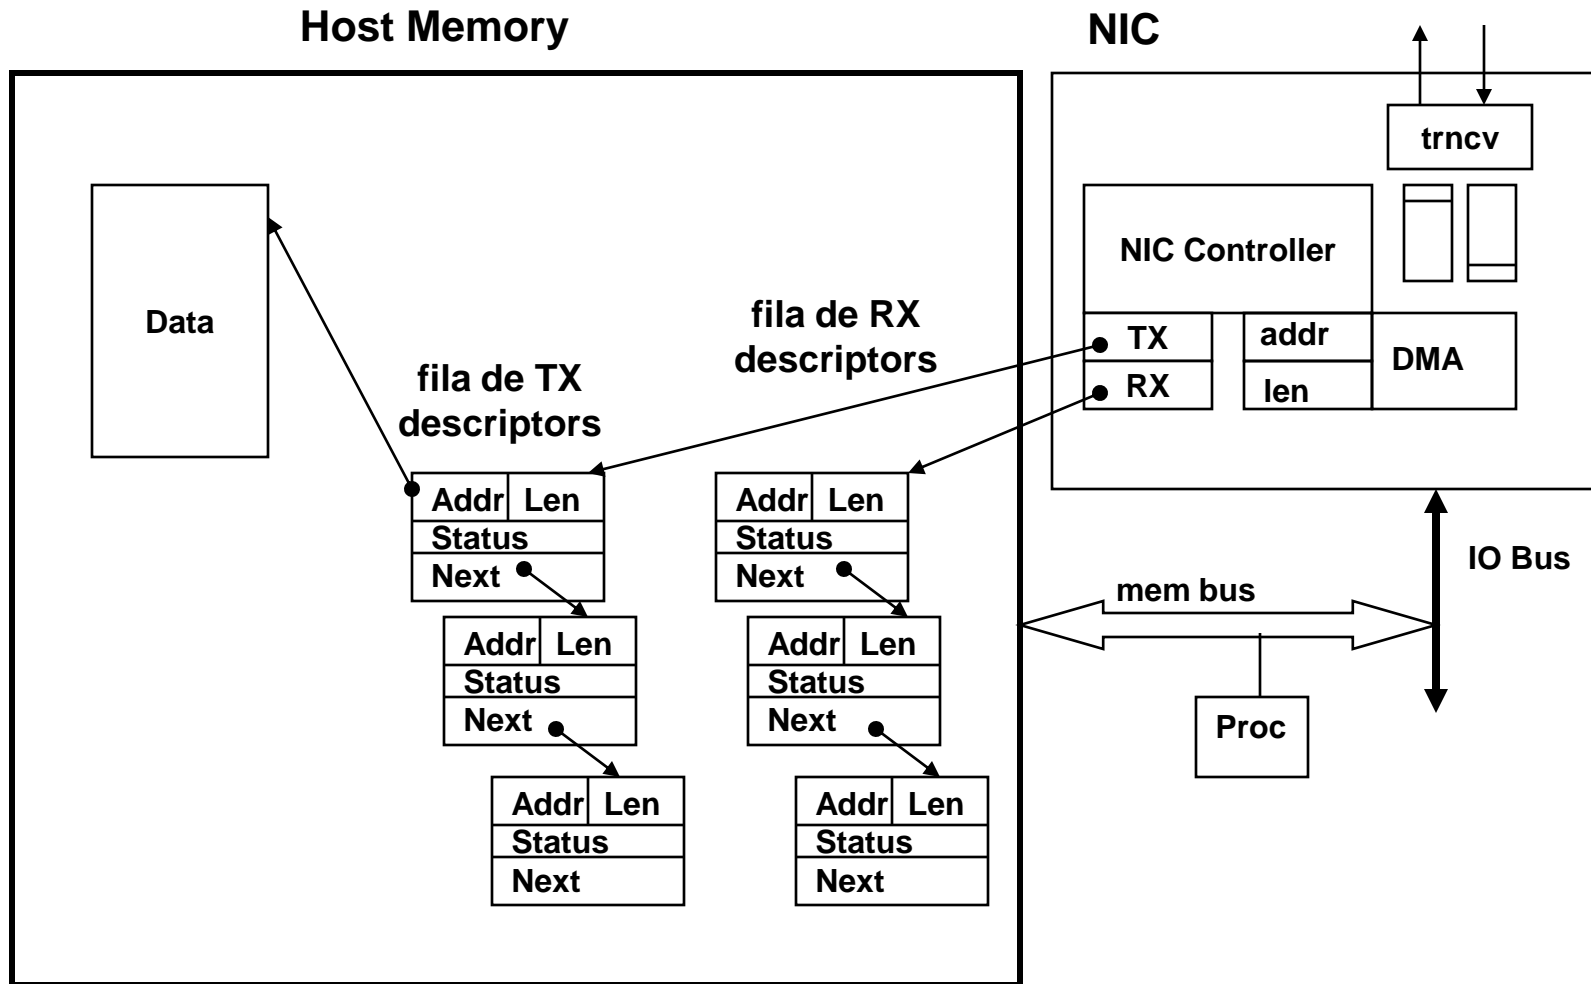 Host Memory
NIC
trncv
NIC Controller
Data
fila de RX
descriptors
TX
addr
DMA
RX
len
fila de TX
descriptors
Addr Len
Status
Next
Addr Len
Status
Next
IO Bus
mem bus
Addr Len
Status
Next
Addr Len
Status
Next
Proc
Addr Len
Status
Next
Addr Len
Status
Next